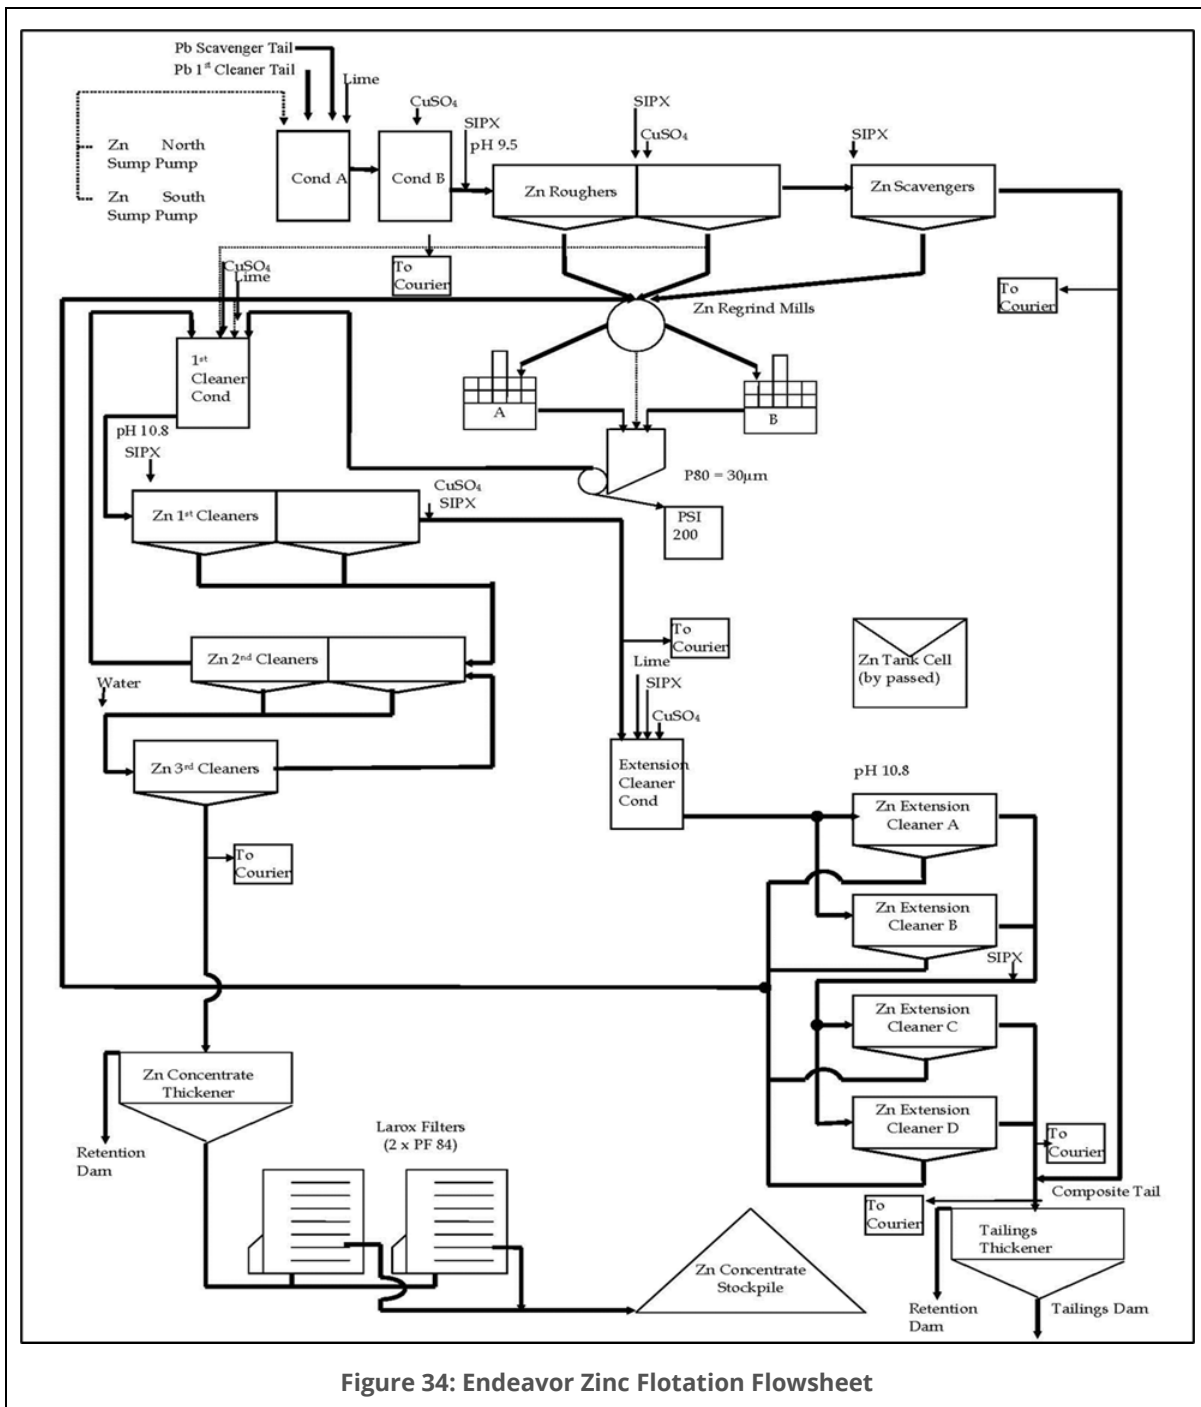 Pb Scavenger Tail
Pb 1st Cleaner Tail
Lime
Zn North
Sump Pump
Zn South
Sump Pump
Cond A
CuSO4
Cond B
SIPX
pH 9.5
SIPX
CuSO4
Zn Roughers
SIPX
Zn Scavengers
To
Courier
To
Courier
CuSO4
Lime
Zn Regrind Mills
1st
Cleaner
Cond
A
B
pH 10.8
SIPX
P80 = 30µm
CuSO4
SIPX
PSI
200
Zn 1st Cleaners
To
Courier
Zn 2nd Cleaners
Lime
SIPX
CuSO4
Zn Tank Cell
(by passed)
Water
Zn 3rd Cleaners
Extension
Cleaner
Cond
pH 10.8
Zn Extension
Cleaner A
To
Courier
Zn Extension
Cleaner B
SIPX
Zn Extension
Cleaner C
Zn Concentrate
Thickener
Zn Extension
Cleaner D
To
Courier
Retention
Dam
Larox Filters
(2 x PF 84)
Composite Tail
To
Courier
Tailings
Thickener
Zn Concentrate
Stockpile
Retention
Dam
Tailings Dam
Figure 34: Endeavor Zinc Flotation Flowsheet